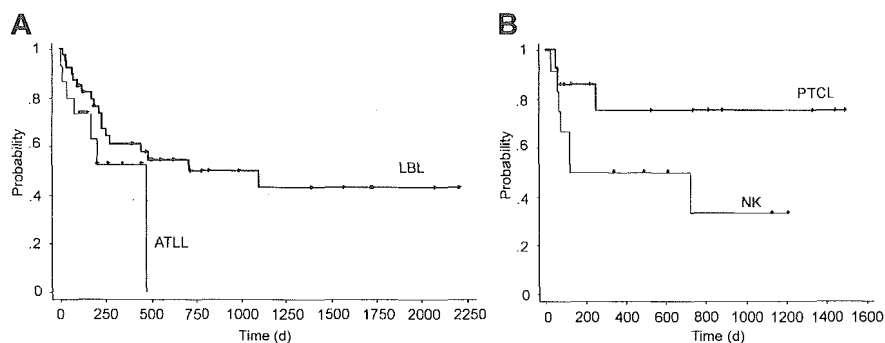 A
1
.8
.6
.4
.2
0
Probability
LBL
ATLL
0 250 500 750 1000 1250 1500 1750 2000 2250
Time (d)
B
1
.8
.6
.4
.2
0
Probability
PTCL
NK
0 200 400 600 800 1000 1200 1400 1600
Time (d)